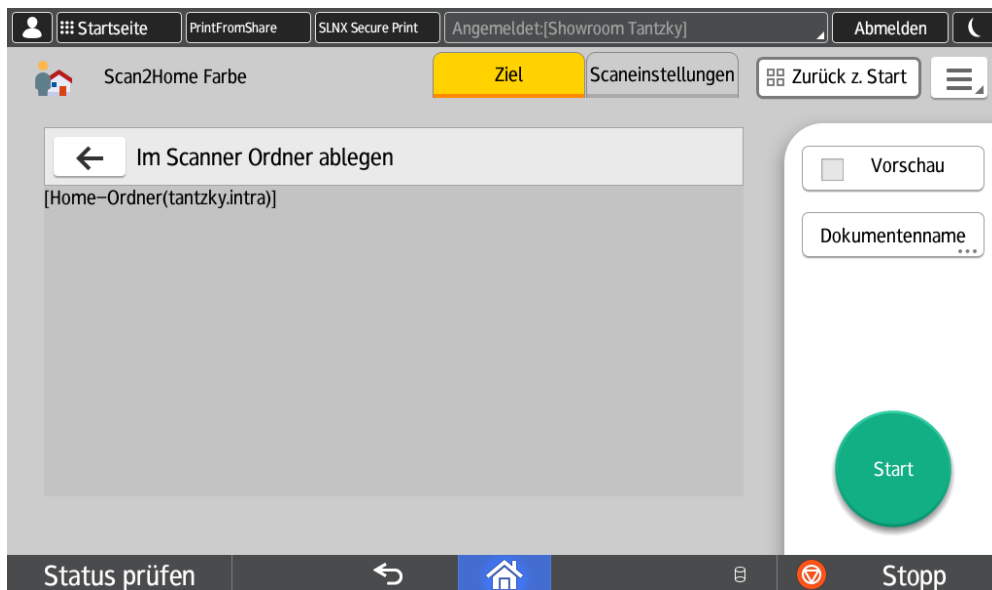 Startseite
PrintFromShare
SLNX Secure Print
Angemeldet:[Showroom Tantzky]
Abmelden
Scan2Home Farbe
Ziel
Scaneinstellungen
Zurück z. Start
Im Scanner Ordner ablegen
[Home-Ordner(tantzky.intra)]
Vorschau
Dokumentenname
Start
Status prüfen
Stopp